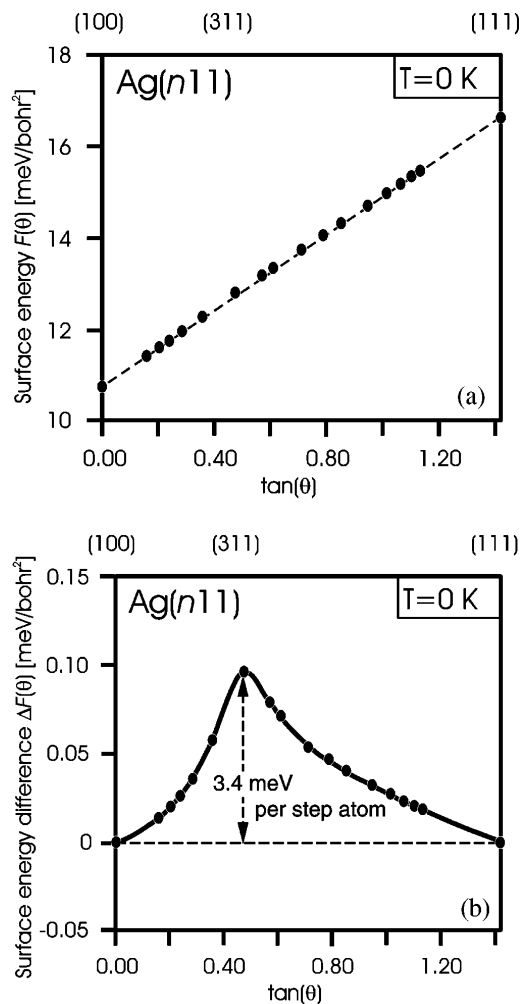 (100) (311) (111)
18
Ag(n11)
T=0 K
16
14
12
10
Surface energy F(θ) [meV/bohr²]
(a)
0.00 0.40 0.80 1.20
tan(θ)
(100) (311) (111)
0.15
Ag(n11)
T=0 K
0.10
0.05
3.4 meV
per step atom
0
-0.05
Surface energy difference ΔF(θ) [meV/bohr²]
(b)
0.00 0.40 0.80 1.20
tan(θ)